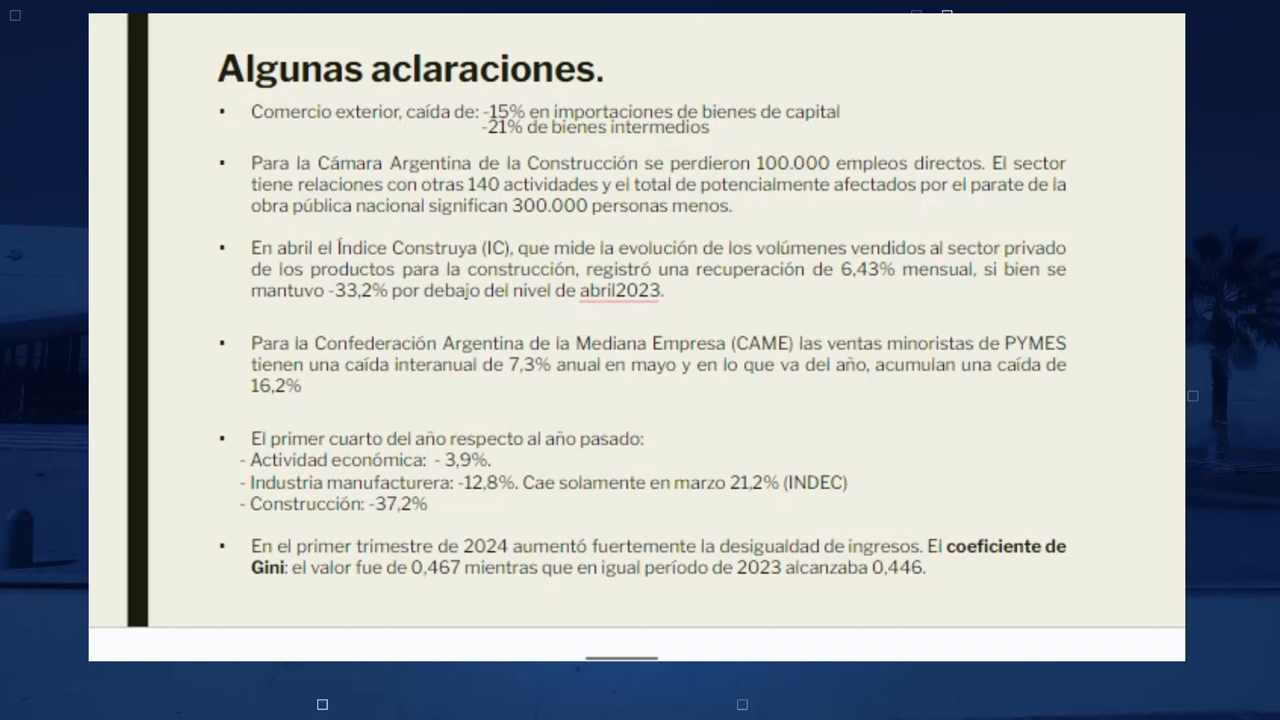 Algunas aclaraciones.
▪ Comercio exterior, caída de: -15% en importaciones de bienes de capital
-21% de bienes intermedios
▪ Para la Cámara Argentina de la Construcción se perdieron 100.000 empleos directos. El sector
tiene relaciones con otras 140 actividades y el total de potencialmente afectados por el parate de la
obra pública nacional significan 300.000 personas menos.
▪ En abril el Índice Construya (IC), que mide la evolución de los volúmenes vendidos al sector privado
de los productos para la construcción, registró una recuperación de 6,43% mensual, si bien se
mantuvo -33,2% por debajo del nivel de abril2023.
▪ Para la Confederación Argentina de la Mediana Empresa (CAME) las ventas minoristas de PYMES
tienen una caída interanual de 7,3% anual en mayo y en lo que va del año, acumulan una caída de
16,2%
▪ El primer cuarto del año respecto al año pasado:
- Actividad económica: - 3,9%.
- Industria manufacturera: -12,8%. Cae solamente en marzo 21,2% (INDEC)
- Construcción: -37,2%
▪ En el primer trimestre de 2024 aumentó fuertemente la desigualdad de ingresos. El coeficiente de
Gini: el valor fue de 0,467 mientras que en igual período de 2023 alcanzaba 0,446.